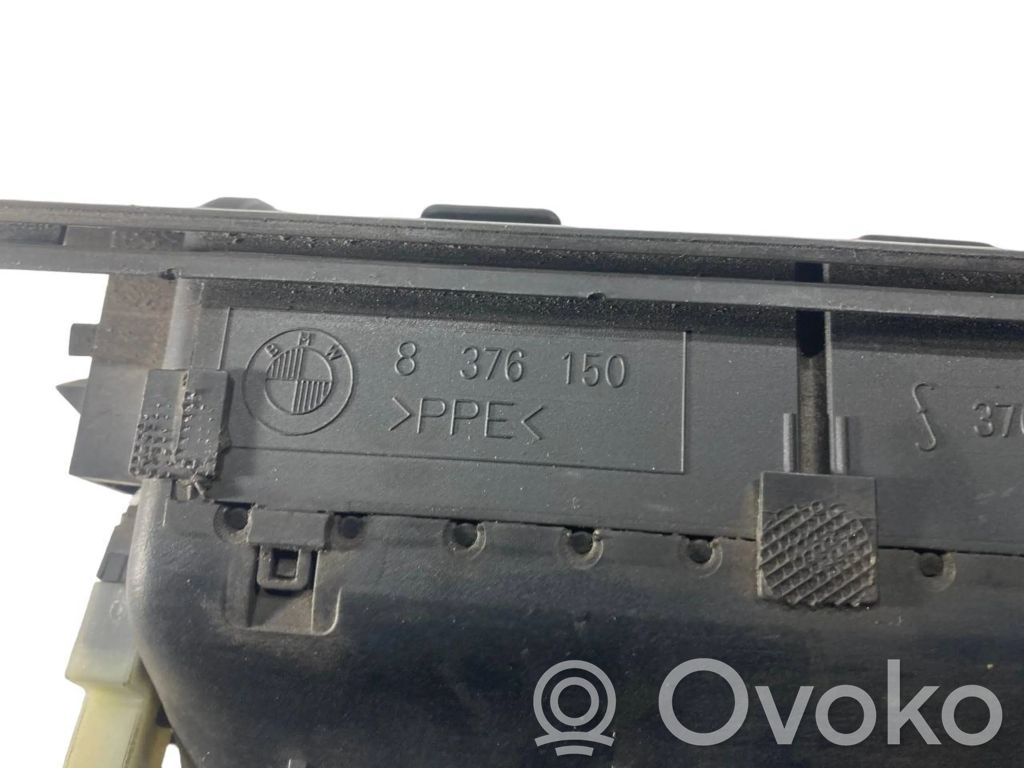 BMW
8 376 150
>PPE<
Ovoko